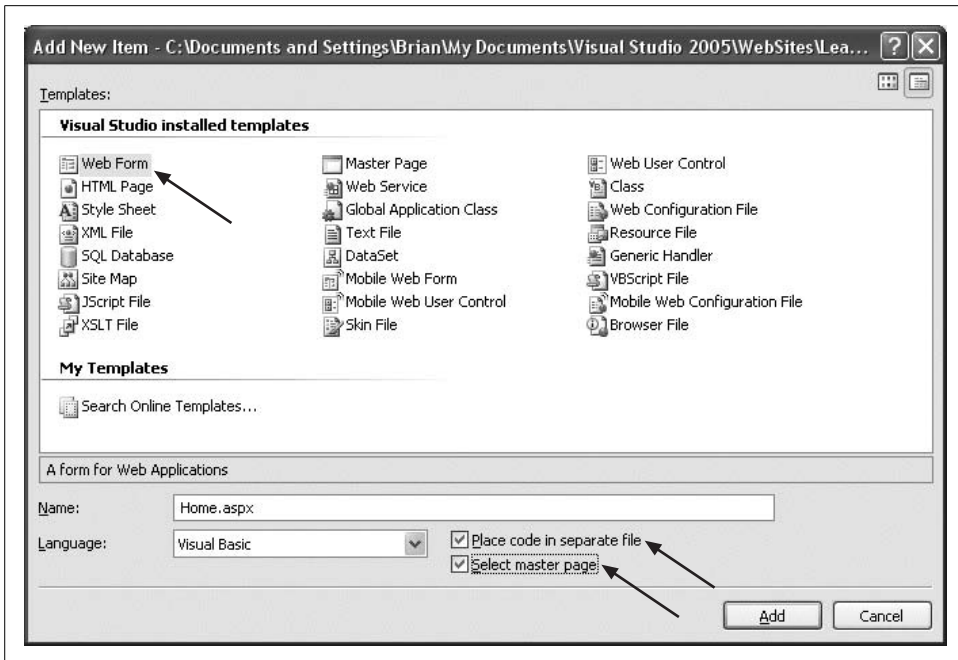 Add New Item - C:\Documents and Settings\Brian\My Documents\Visual Studio 2005\WebSites\Lea...
Templates:
Visual Studio installed templates
Web Form
HTML Page
Style Sheet
XML File
SQL Database
Site Map
JScript File
XSLT File
Master Page
Web Service
Global Application Class
Text File
DataSet
Mobile Web Form
Mobile Web User Control
Skin File
Web User Control
Class
Web Configuration File
Resource File
Generic Handler
VBScript File
Mobile Web Configuration File
Browser File
My Templates
Search Online Templates...
A form for Web Applications
Name: Home.aspx
Language: Visual Basic
Place code in separate file
Select master page
Add Cancel